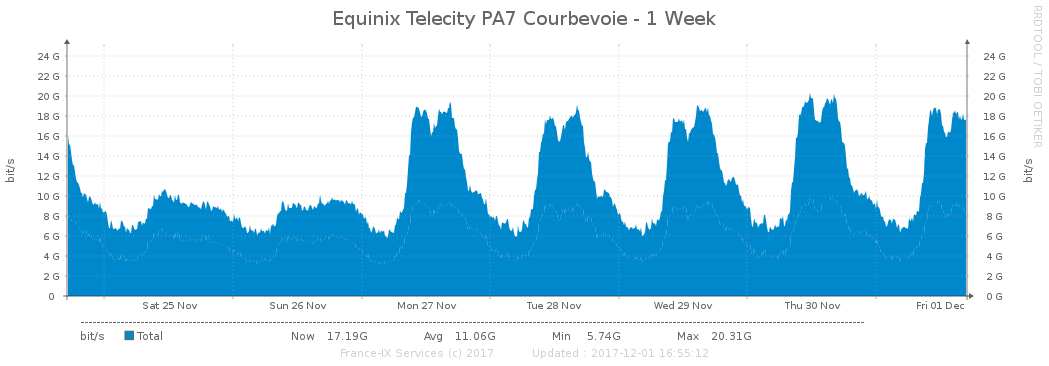 Equinix Telecity PA7 Courbevoie - 1 Week
RRDTOOL / TOBI OETIKER
bit/s
24 G 24 G
22 G 22 G
20 G 20 G
18 G 18 G
16 G 16 G
14 G 14 G
12 G 12 G
10 G 10 G
8 G 8 G
6 G 6 G
4 G 4 G
2 G 2 G
0 0 G
bit/s
Sat 25 Nov Sun 26 Nov Mon 27 Nov Tue 28 Nov Wed 29 Nov Thu 30 Nov Fri 01 Dec
bit/s Total Now 17.19G Avg 11.06G Min 5.74G Max 20.31G
France-IX Services (c) 2017 Updated : 2017-12-01 16:55:12